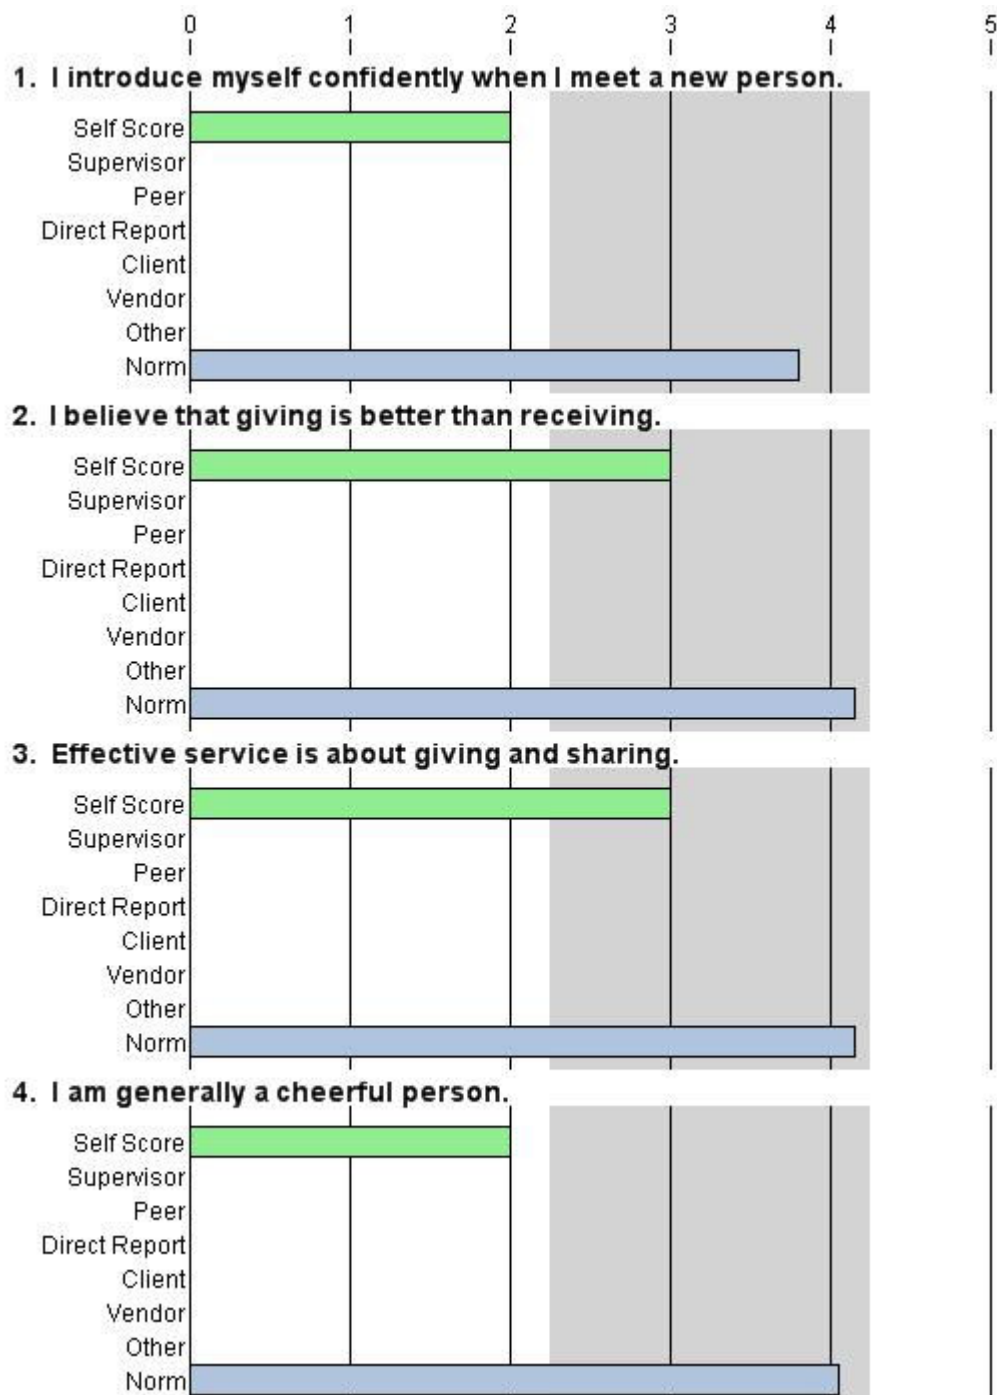 0 1 2 3 4 5
1. I introduce myself confidently when I meet a new person.
Self Score
Supervisor
Peer
Direct Report
Client
Vendor
Other
Norm
2. I believe that giving is better than receiving.
Self Score
Supervisor
Peer
Direct Report
Client
Vendor
Other
Norm
3. Effective service is about giving and sharing.
Self Score
Supervisor
Peer
Direct Report
Client
Vendor
Other
Norm
4. I am generally a cheerful person.
Self Score
Supervisor
Peer
Direct Report
Client
Vendor
Other
Norm